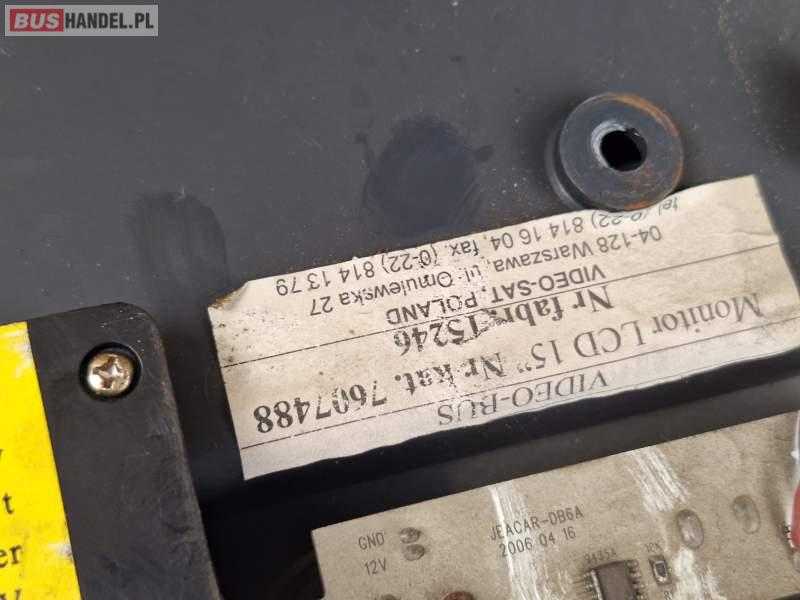 BUSHANDEL.PL
VIDEO-BUS
Monitor LCD 15” Nr kat. 7607488
Nr fabr. 15246
VIDEO-SAT POLAND
04-128 Warszawa, ul. Omulewska 27
tel (0-22) 814 16 04, fax. (0-22) 814 13 79
JEACAR-DB6A
2006 04 16
GND
12V
9435A
t
er